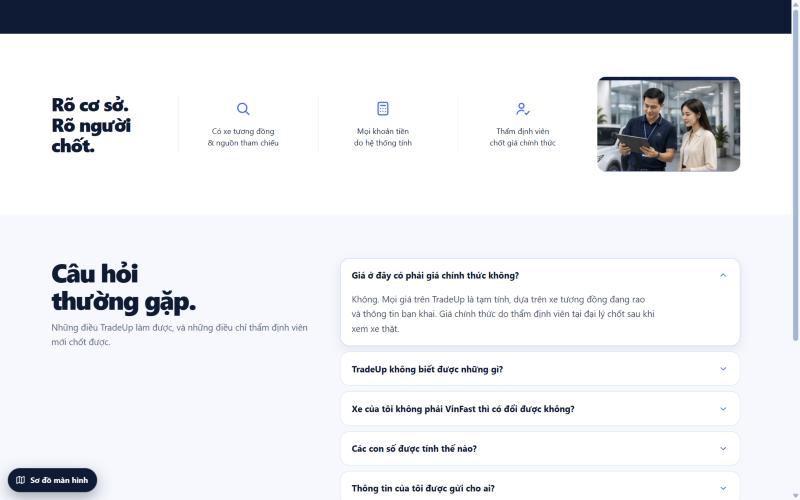 Rõ cơ sở.
Rõ người
chốt.
Có xe tương đồng
& nguồn tham chiếu
Mọi khoản tiền
do hệ thống tính
Thẩm định viên
chốt giá chính thức
Câu hỏi
thường gặp.
Những điều TradeUp làm được, và những điều chỉ thẩm định viên
mới chốt được.
Giá ở đây có phải giá chính thức không?
Không. Mọi giá trên TradeUp là tạm tính, dựa trên xe tương đồng đang rao
và thông tin bạn khai. Giá chính thức do thẩm định viên tại đại lý chốt sau khi
xem xe thật.
TradeUp không biết được những gì?
Xe của tôi không phải VinFast thì có đổi được không?
Các con số được tính thế nào?
Thông tin của tôi được gửi cho ai?
Sơ đồ màn hình